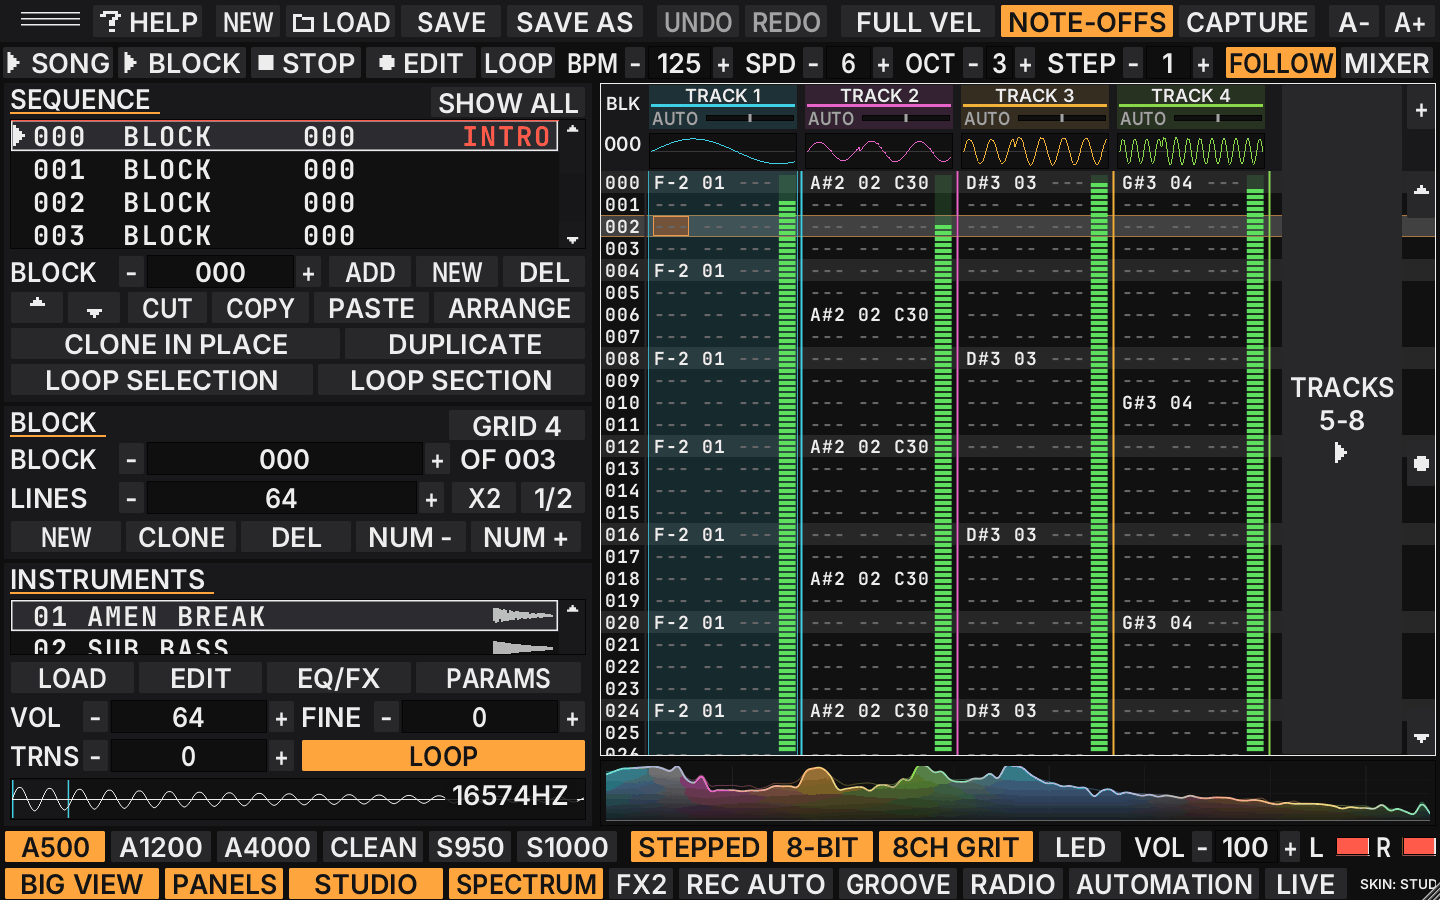 HELP NEW LOAD SAVE SAVE AS UNDO REDO FULL VEL NOTE-OFFS CAPTURE A- A+
SONG BLOCK STOP EDIT LOOP BPM - 125 + SPD - 6 + OCT - 3 + STEP - 1 + FOLLOW MIXER
SEQUENCE SHOW ALL
000 BLOCK 000 INTRO
001 BLOCK 000
002 BLOCK 000
003 BLOCK 000
BLOCK - 000 + ADD NEW DEL
CUT COPY PASTE ARRANGE
CLONE IN PLACE DUPLICATE
LOOP SELECTION LOOP SECTION
BLOCK GRID 4
BLOCK - 000 + OF 003
LINES - 64 + X2 1/2
NEW CLONE DEL NUM - NUM +
INSTRUMENTS
01 AMEN BREAK
02 SUB BASS
LOAD EDIT EQ/FX PARAMS
VOL - 64 + FINE - 0 +
TRNS - 0 + LOOP
16574HZ
BLK TRACK 1 TRACK 2 TRACK 3 TRACK 4 +
AUTO AUTO AUTO AUTO
000
000 F-2 01 --- A#2 02 C30 D#3 03 --- G#3 04 ---
001 --- -- --- --- -- --- --- -- --- --- -- ---
002 --- -- --- --- -- --- --- -- --- --- -- ---
003 --- -- --- --- -- --- --- -- --- --- -- ---
004 F-2 01 --- --- -- --- --- -- --- --- -- ---
005 --- -- --- --- -- --- --- -- --- --- -- ---
006 --- -- --- A#2 02 C30 --- -- --- --- -- ---
007 --- -- --- --- -- --- --- -- --- --- -- ---
008 F-2 01 --- --- -- --- D#3 03 --- --- -- ---
009 --- -- --- --- -- --- --- -- --- --- -- ---
010 --- -- --- --- -- --- --- -- --- G#3 04 ---
011 --- -- --- --- -- --- --- -- --- --- -- ---
012 F-2 01 --- A#2 02 C30 D#3 03 --- --- -- ---
013 --- -- --- --- -- --- --- -- --- --- -- ---
014 --- -- --- --- -- --- --- -- --- --- -- ---
015 --- -- --- --- -- --- --- -- --- --- -- ---
016 F-2 01 --- --- -- --- D#3 03 --- --- -- ---
017 --- -- --- --- -- --- --- -- --- --- -- ---
018 --- -- --- A#2 02 C30 --- -- --- --- -- ---
019 --- -- --- --- -- --- --- -- --- --- -- ---
020 F-2 01 --- --- -- --- --- -- --- G#3 04 ---
021 --- -- --- --- -- --- --- -- --- --- -- ---
022 --- -- --- --- -- --- --- -- --- --- -- ---
023 --- -- --- --- -- --- --- -- --- --- -- ---
024 F-2 01 --- A#2 02 C30 D#3 03 --- --- -- ---
025 --- -- --- --- -- --- --- -- --- --- -- ---
026
TRACKS
5-8
A500 A1200 A4000 CLEAN S950 S1000 STEPPED 8-BIT 8CH GRIT LED VOL - 100 + L R
BIG VIEW PANELS STUDIO SPECTRUM FX2 REC AUTO GROOVE RADIO AUTOMATION LIVE SKIN: STUD